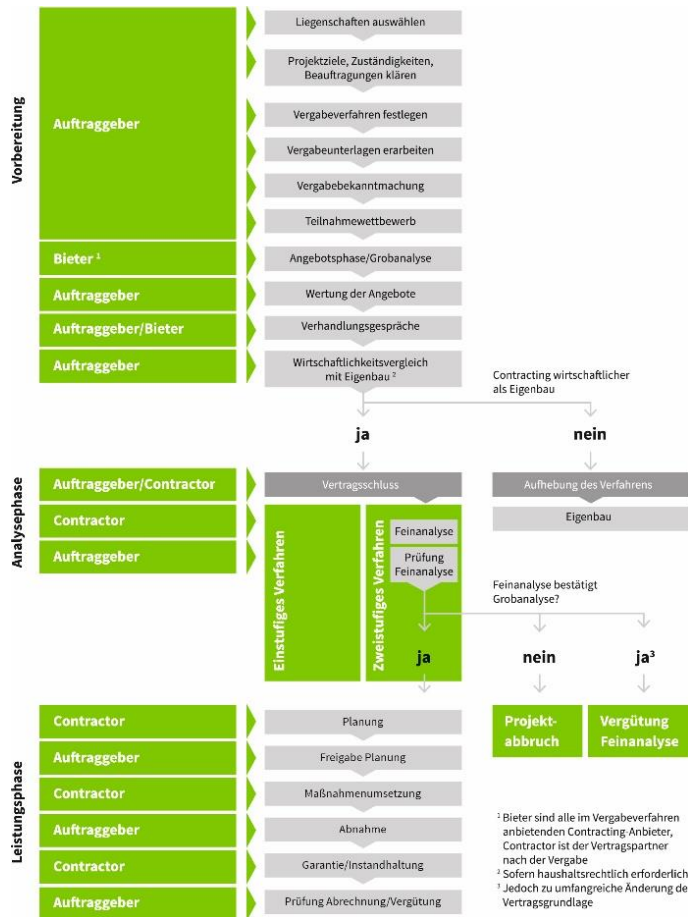 Vorbereitung
Auftraggeber
Liegenschaften auswählen
Projektziele, Zuständigkeiten,
Beauftragungen klären
Vergabeverfahren festlegen
Vergabeunterlagen erarbeiten
Vergabebekanntmachung
Teilnahmewettbewerb
Bieter ¹
Angebotsphase/Grobanalyse
Auftraggeber
Wertung der Angebote
Auftraggeber/Bieter
Verhandlungsgespräche
Auftraggeber
Wirtschaftlichkeitsvergleich
mit Eigenbau ²
Contracting wirtschaftlicher
als Eigenbau
ja
nein
Analysephase
Auftraggeber/Contractor
Vertragsschluss
Aufhebung des Verfahrens
Contractor
Eigenbau
Auftraggeber
Einstufiges Verfahren
Zweistufiges Verfahren
Feinanalyse
Prüfung
Feinanalyse
Feinanalyse bestätigt
Grobanalyse?
ja
nein
ja³
Projekt-
abbruch
Vergütung
Feinanalyse
Leistungsphase
Contractor
Planung
Auftraggeber
Freigabe Planung
Contractor
Maßnahmenumsetzung
Auftraggeber
Abnahme
Contractor
Garantie/Instandhaltung
Auftraggeber
Prüfung Abrechnung/Vergütung
¹ Bieter sind alle im Vergabeverfahren
anbietenden Contracting-Anbieter,
Contractor ist der Vertragspartner
nach der Vergabe
² Sofern haushaltsrechtlich erforderlich
³ Jedoch zu umfangreiche Änderung de
Vertragsgrundlage